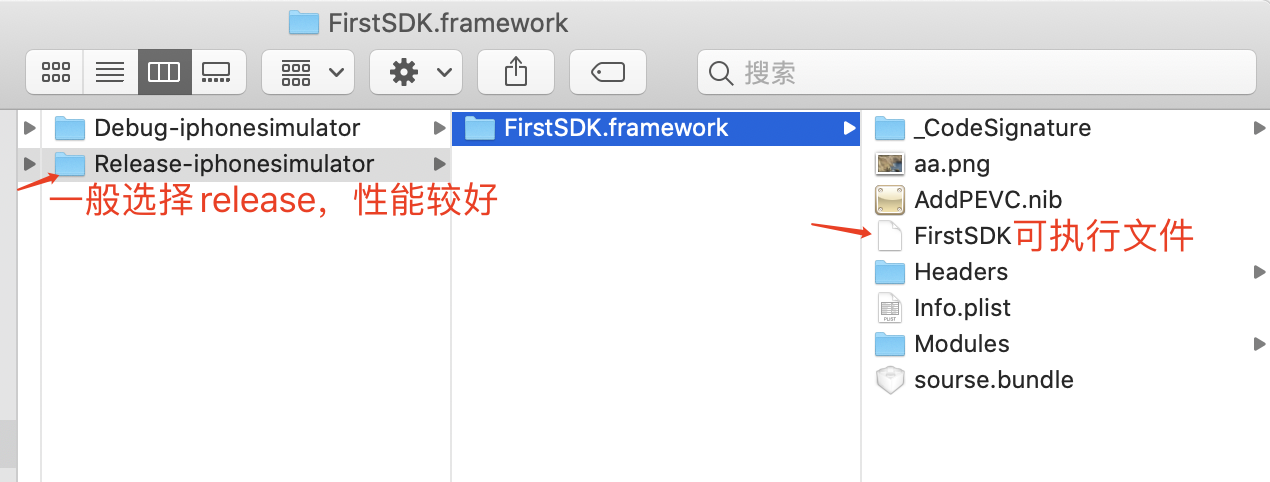 FirstSDK.framework
搜索
Debug-iphonesimulator
Release-iphonesimulator
一般选择release，性能较好
FirstSDK.framework
_CodeSignature
aa.png
AddPEVC.nib
FirstSDK可执行文件
Headers
Info.plist
Modules
sourse.bundle